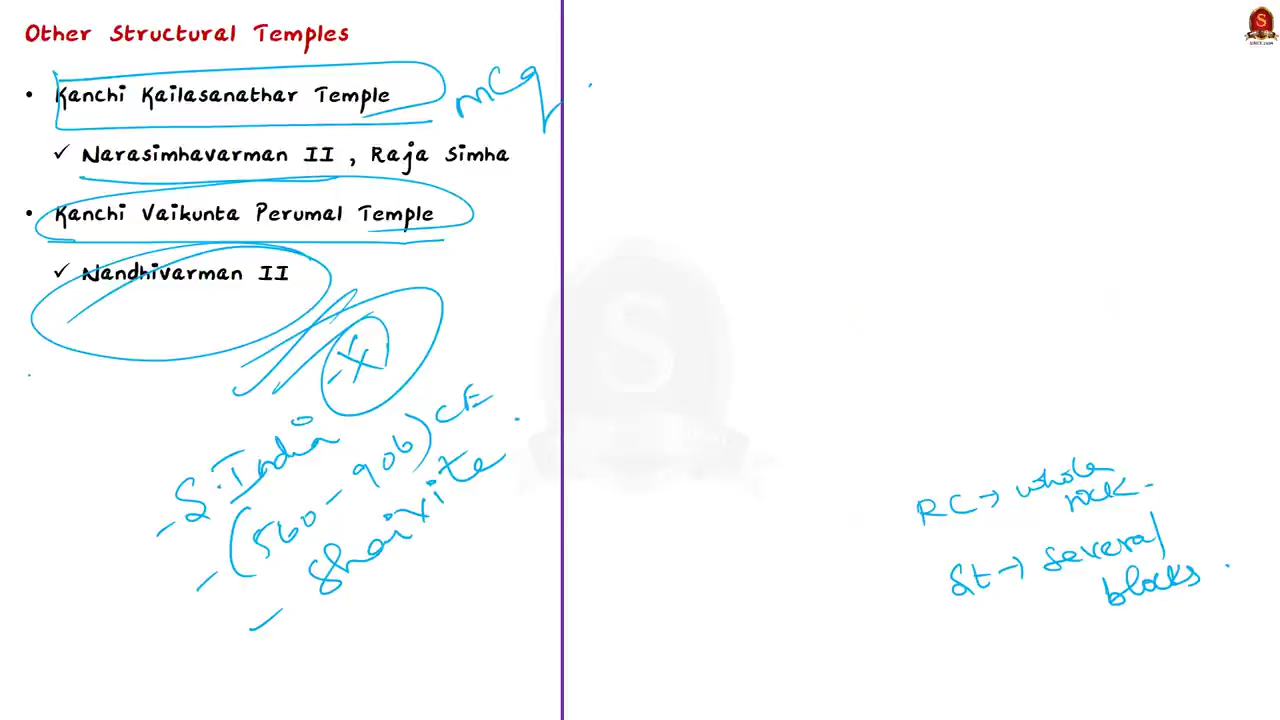 Other Structural Temples
• Kanchi Kailasanathar Temple
mcq
✓ Narasimhavarman II , Raja Simha
• Kanchi Vaikunta Perumal Temple
✓ Nandhivarman II
- S. India
- (560 - 906) CE
- Shaivite
RC → whole
rock
St → several
blocks
S